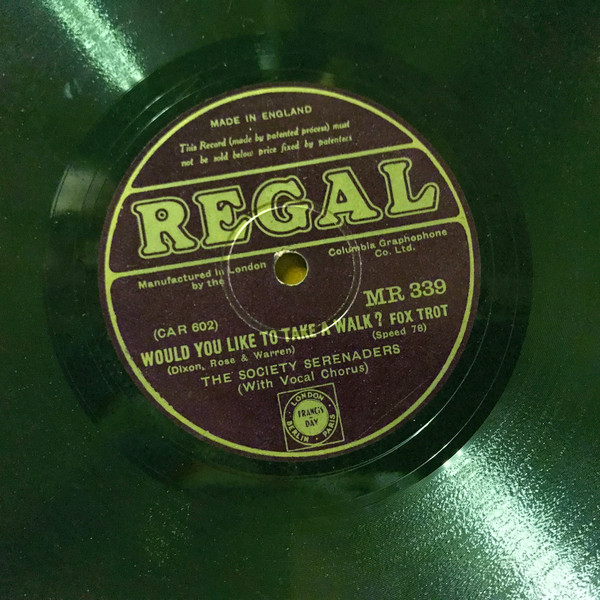 MADE IN ENGLAND
This Record (made by patented process) must
not be sold below price fixed by patentees
REGAL
Manufactured in London
by the
Columbia Graphophone
Co. Ltd.
MR 339
(CAR 602)
WOULD YOU LIKE TO TAKE A WALK? FOX TROT
(Dixon, Rose & Warren)
(Speed 78)
THE SOCIETY SERENADERS
(With Vocal Chorus)
LONDON
FRANCIS
DAY
BERLIN · PARIS